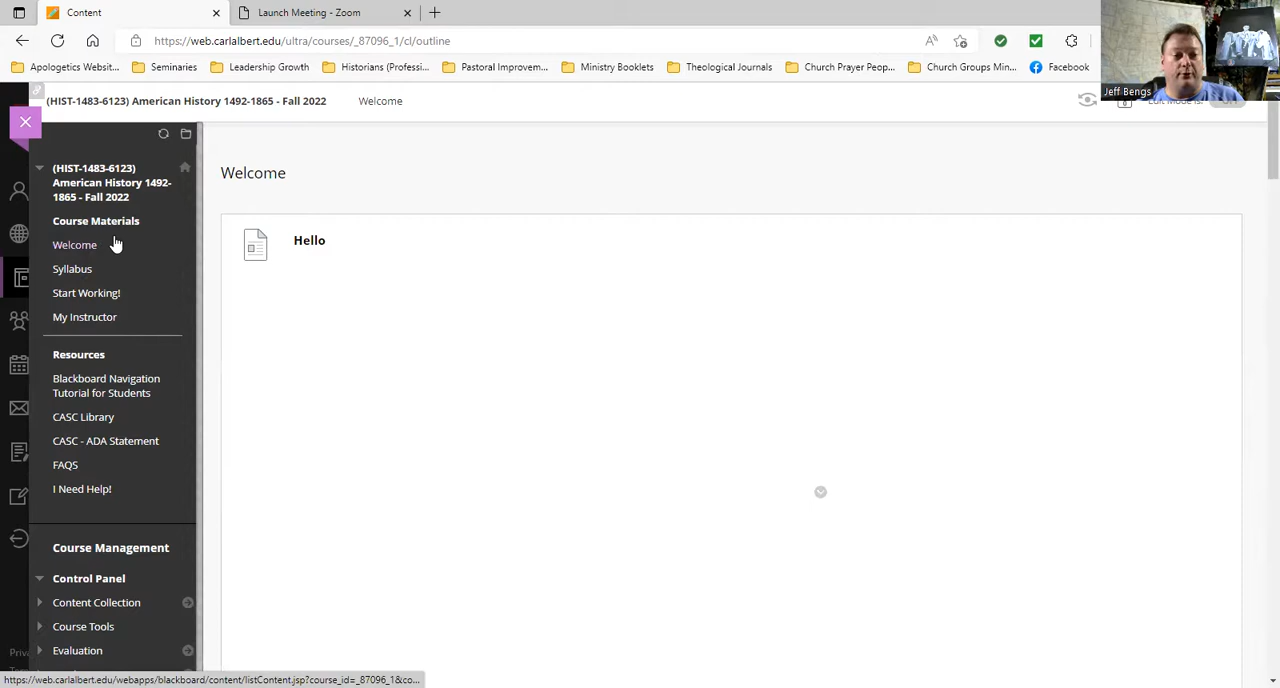 Content
Launch Meeting - Zoom
https://web.carlalbert.edu/ultra/courses/_87096_1/cl/outline
Apologetics Websit...
Seminaries
Leadership Growth
Historians (Professi...
Ministry Booklets
Theological Journals
Church Prayer Peop...
Church Groups Min...
Facebook
Jeff Bengs
(HIST-1483-6123) American History 1492-1865 - Fall 2022
Welcome
Edit Mode is:
(HIST-1483-6123)
American History 1492-
1865 - Fall 2022
Course Materials
Welcome
Syllabus
Start Working!
My Instructor
Resources
Blackboard Navigation
Tutorial for Students
CASC Library
CASC - ADA Statement
FAQS
I Need Help!
Course Management
Control Panel
Content Collection
Course Tools
Evaluation
Welcome
Hello
https://web.carlalbert.edu/webapps/blackboard/content/listContent.jsp?course_id=_87096_1&co...